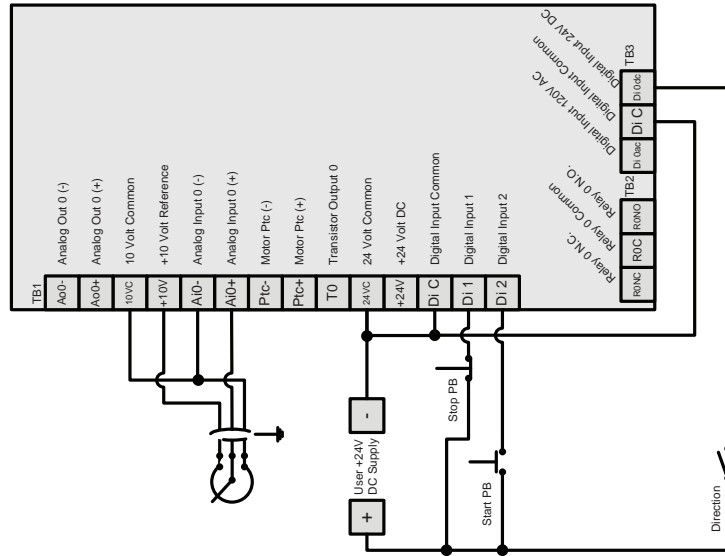 TB1
Ao0-
Analog Out 0 (-)
Ao0+
Analog Out 0 (+)
10VC
10 Volt Common
+10V
+10 Volt Reference
Ai0-
Analog Input 0 (-)
Ai0+
Analog Input 0 (+)
Ptc-
Motor Ptc (-)
Ptc+
Motor Ptc (+)
T0
Transistor Output 0
24VC
24 Volt Common
+24V
+24 Volt DC
Di C
Digital Input Common
Di 1
Digital Input 1
Di 2
Digital Input 2
TB2
R0NC
Relay 0 N.C.
R0C
Relay 0 Common
R0NO
Relay 0 N.O.
TB3
Di 0ac
Digital Input 120V AC
Di C
Digital Input Common
Di 0dc
Digital Input 24V DC
+
User +24V
DC Supply
-
Stop PB
Start PB
Direction